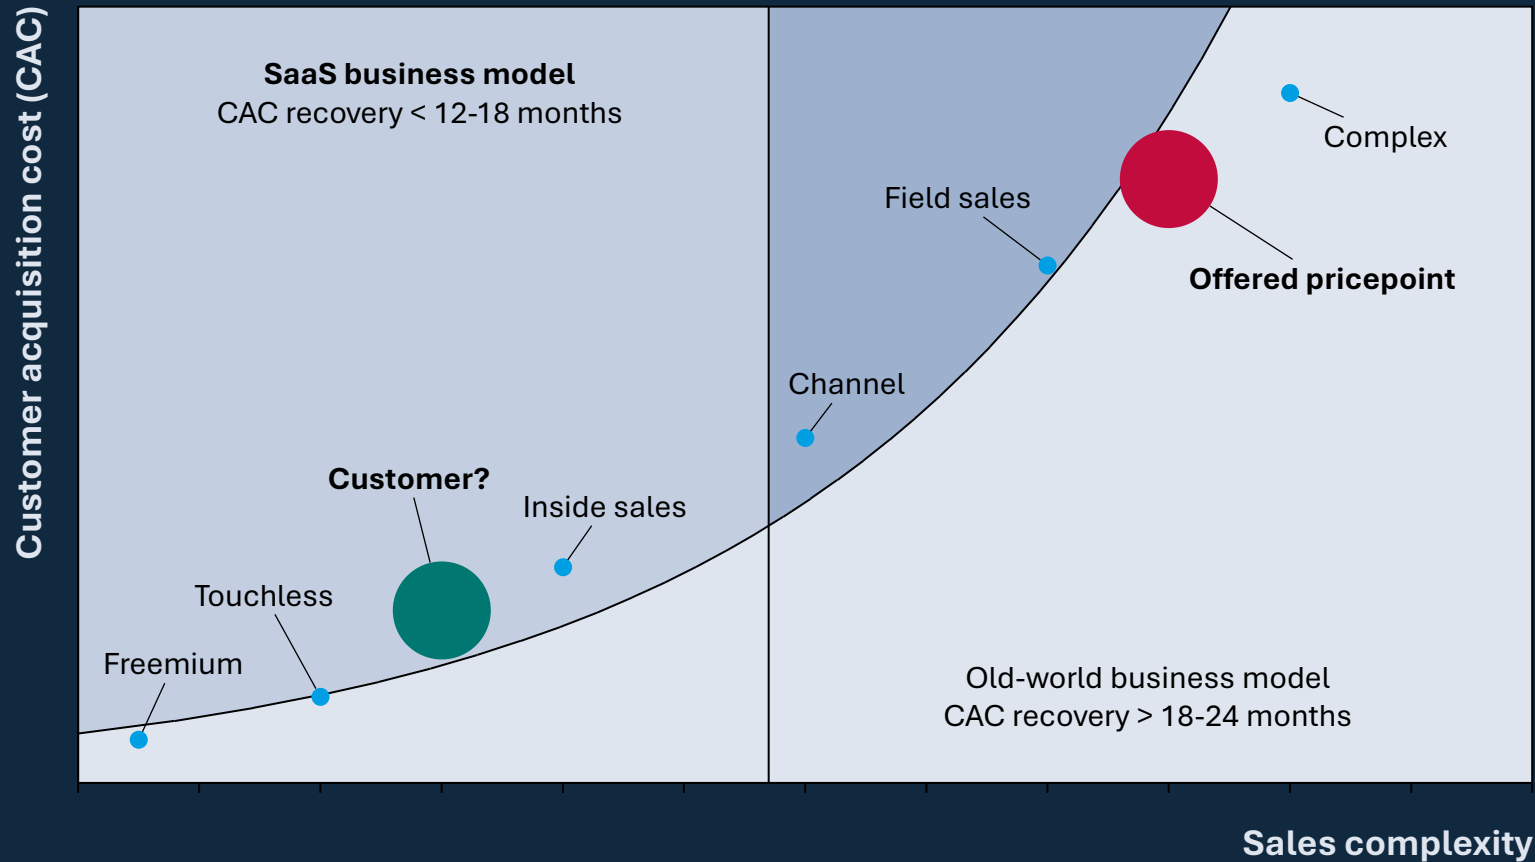 Customer acquisition cost (CAC)
SaaS business model
CAC recovery < 12-18 months
Complex
Field sales
Offered pricepoint
Channel
Customer?
Inside sales
Touchless
Freemium
Old-world business model
CAC recovery > 18-24 months
Sales complexity